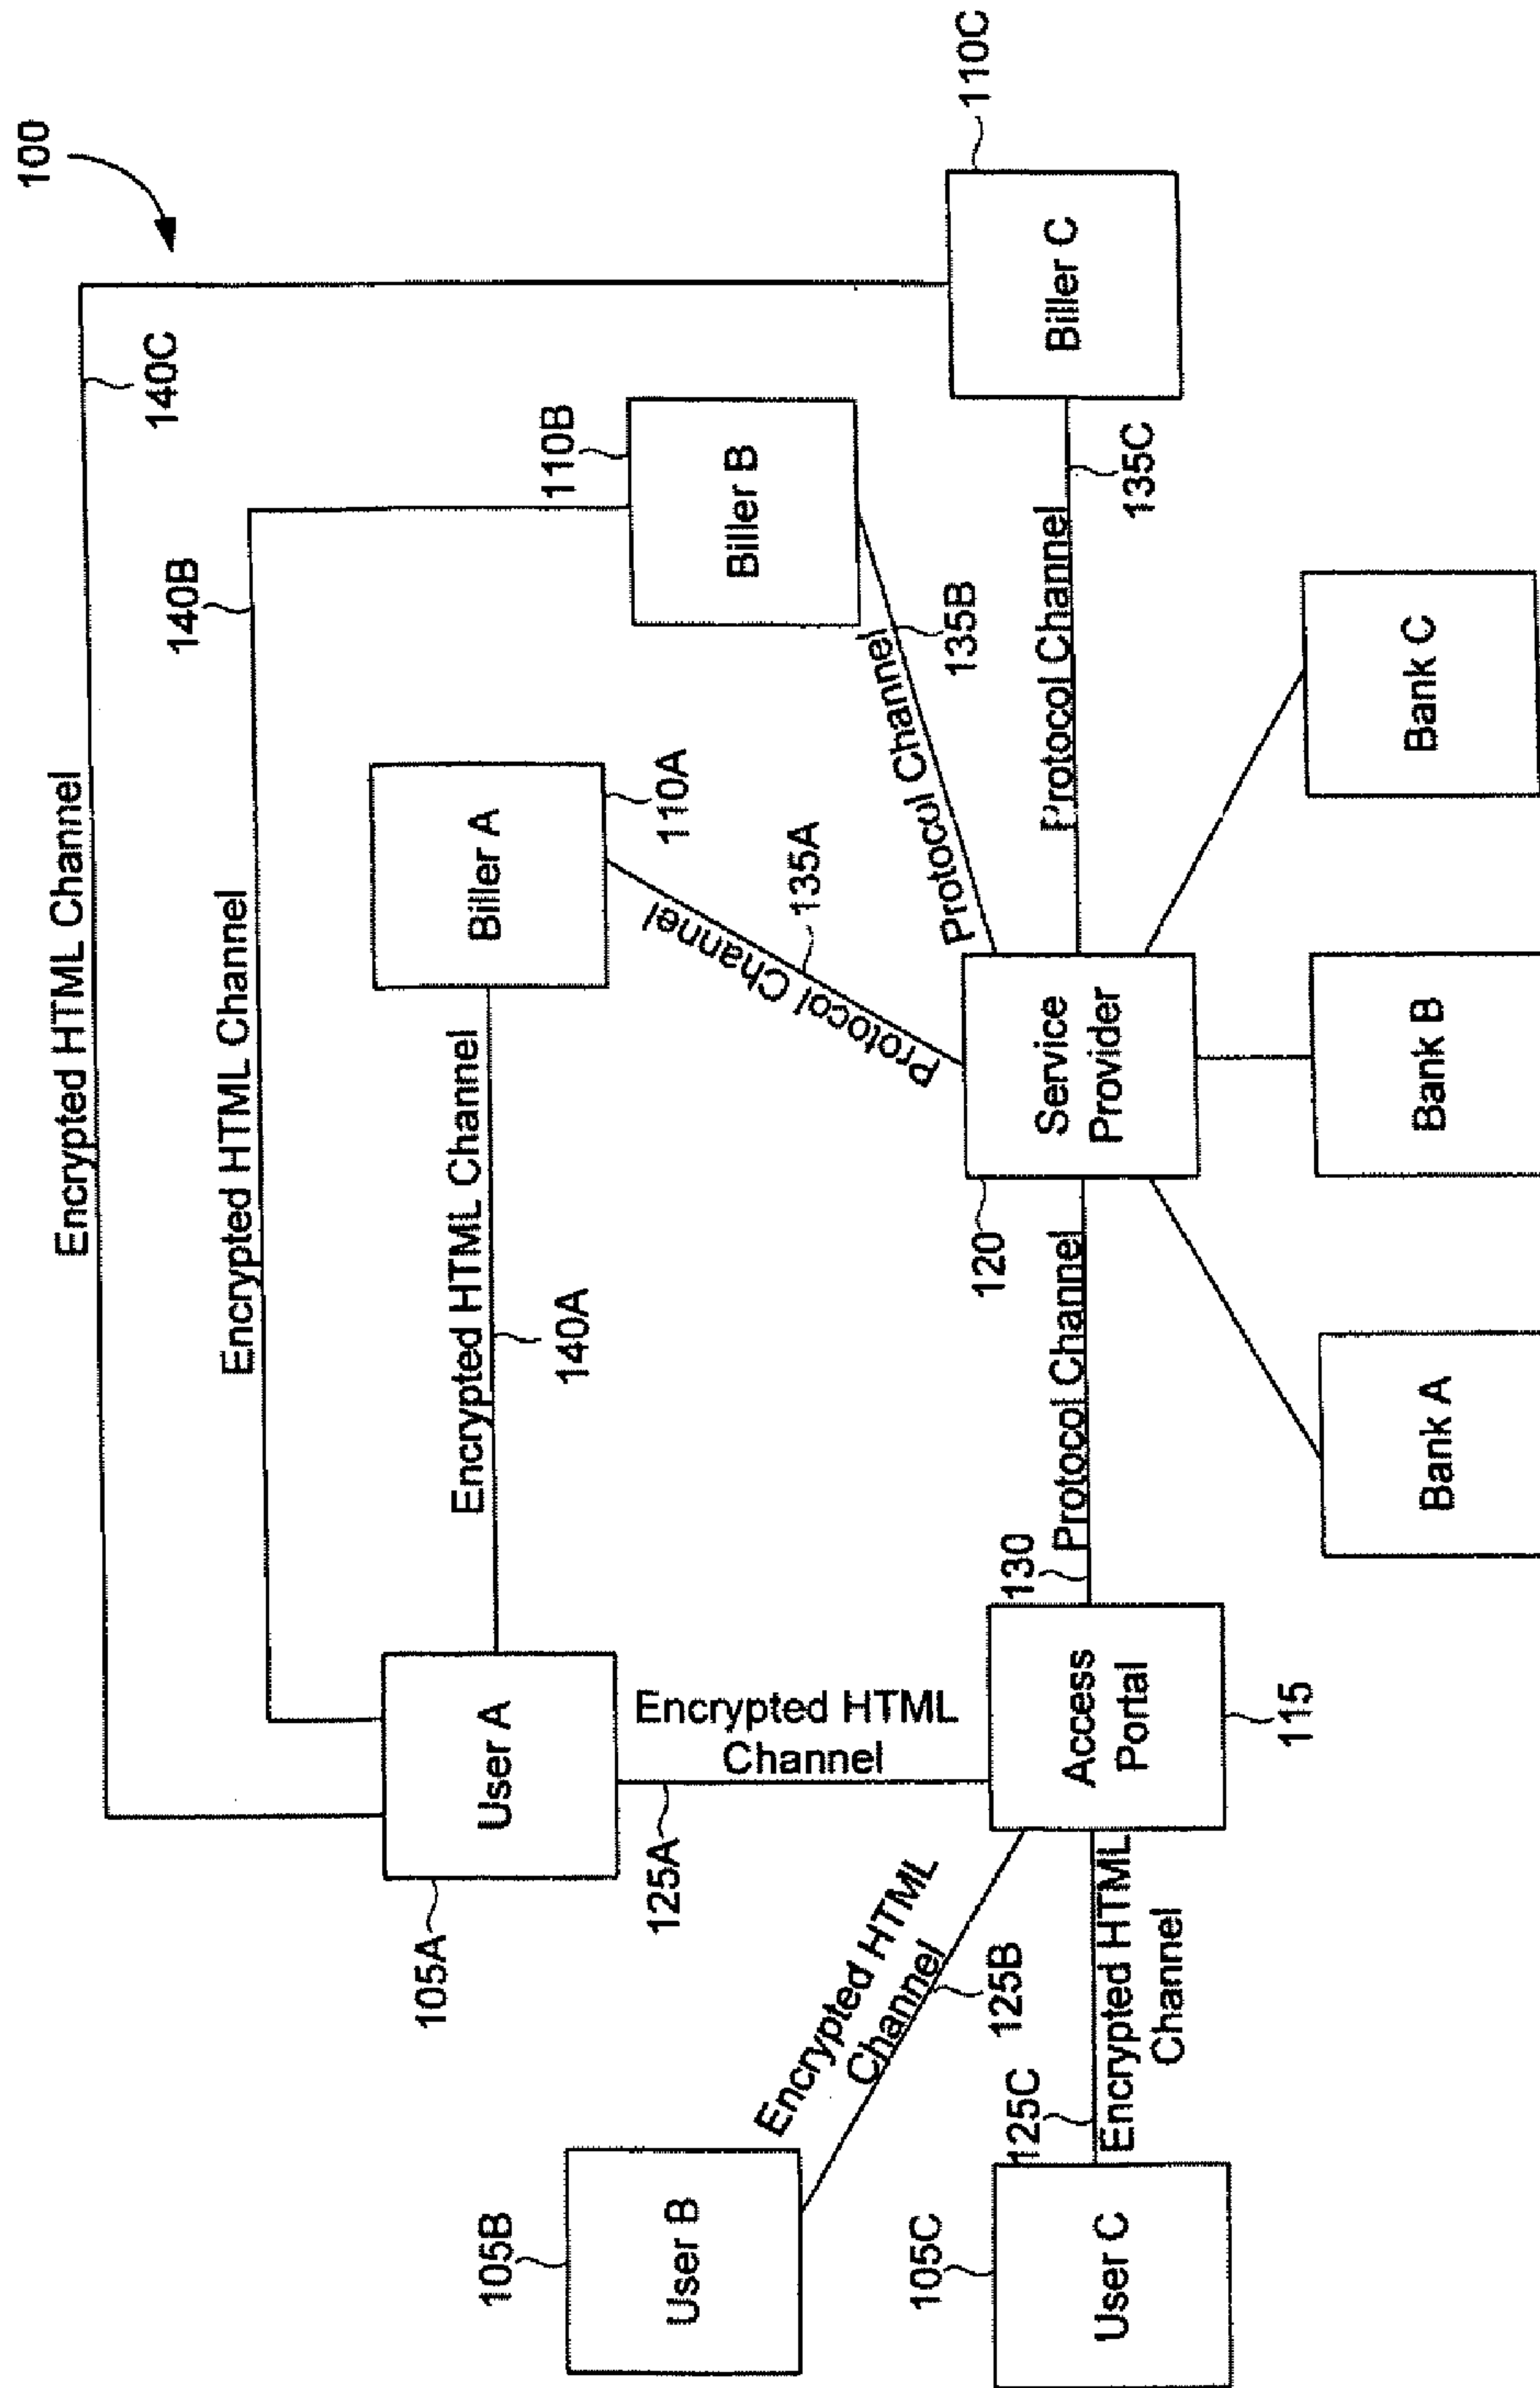 100
Encrypted HTML Channel
140C
Encrypted HTML Channel
140B
Encrypted HTML Channel
140A
User A
105A
Biller A
110A
Biller B
110B
Biller C
110C
Encrypted HTML
Channel
125A
Protocol Channel
135A
Protocol Channel
135B
Protocol Channel
135C
User B
105B
Encrypted HTML
Channel
125B
User C
105C
125C
Encrypted HTML
Channel
Access
Portal
115
130
Protocol Channel
Service
Provider
120
Bank A
Bank B
Bank C